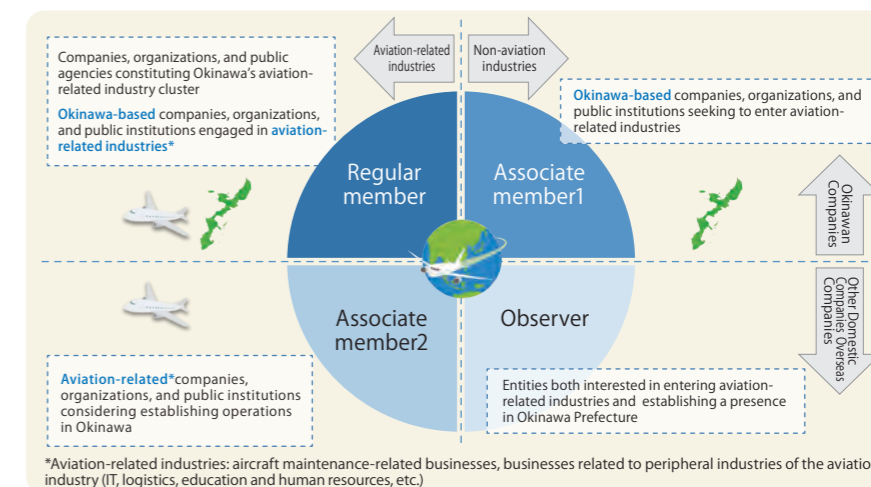 Aviation-related
industries
Non-aviation
industries
Companies, organizations, and public
agencies constituting Okinawa's aviation-
related industry cluster
Okinawa-based companies, organizations,
and public institutions engaged in aviation-
related industries*
Okinawa-based companies, organizations, and
public institutions seeking to enter aviation-
related industries
Regular
member
Associate
member1
Okinawan
Companies
Associate
member2
Observer
Other Domestic
Companies Overseas
Companies
Aviation-related*companies,
organizations, and public institutions
considering establishing operations
in Okinawa
Entities both interested in entering aviation-
related industries and establishing a presence
in Okinawa Prefecture
*Aviation-related industries: aircraft maintenance-related businesses, businesses related to peripheral industries of the aviatio
industry (IT, logistics, education and human resources, etc.)